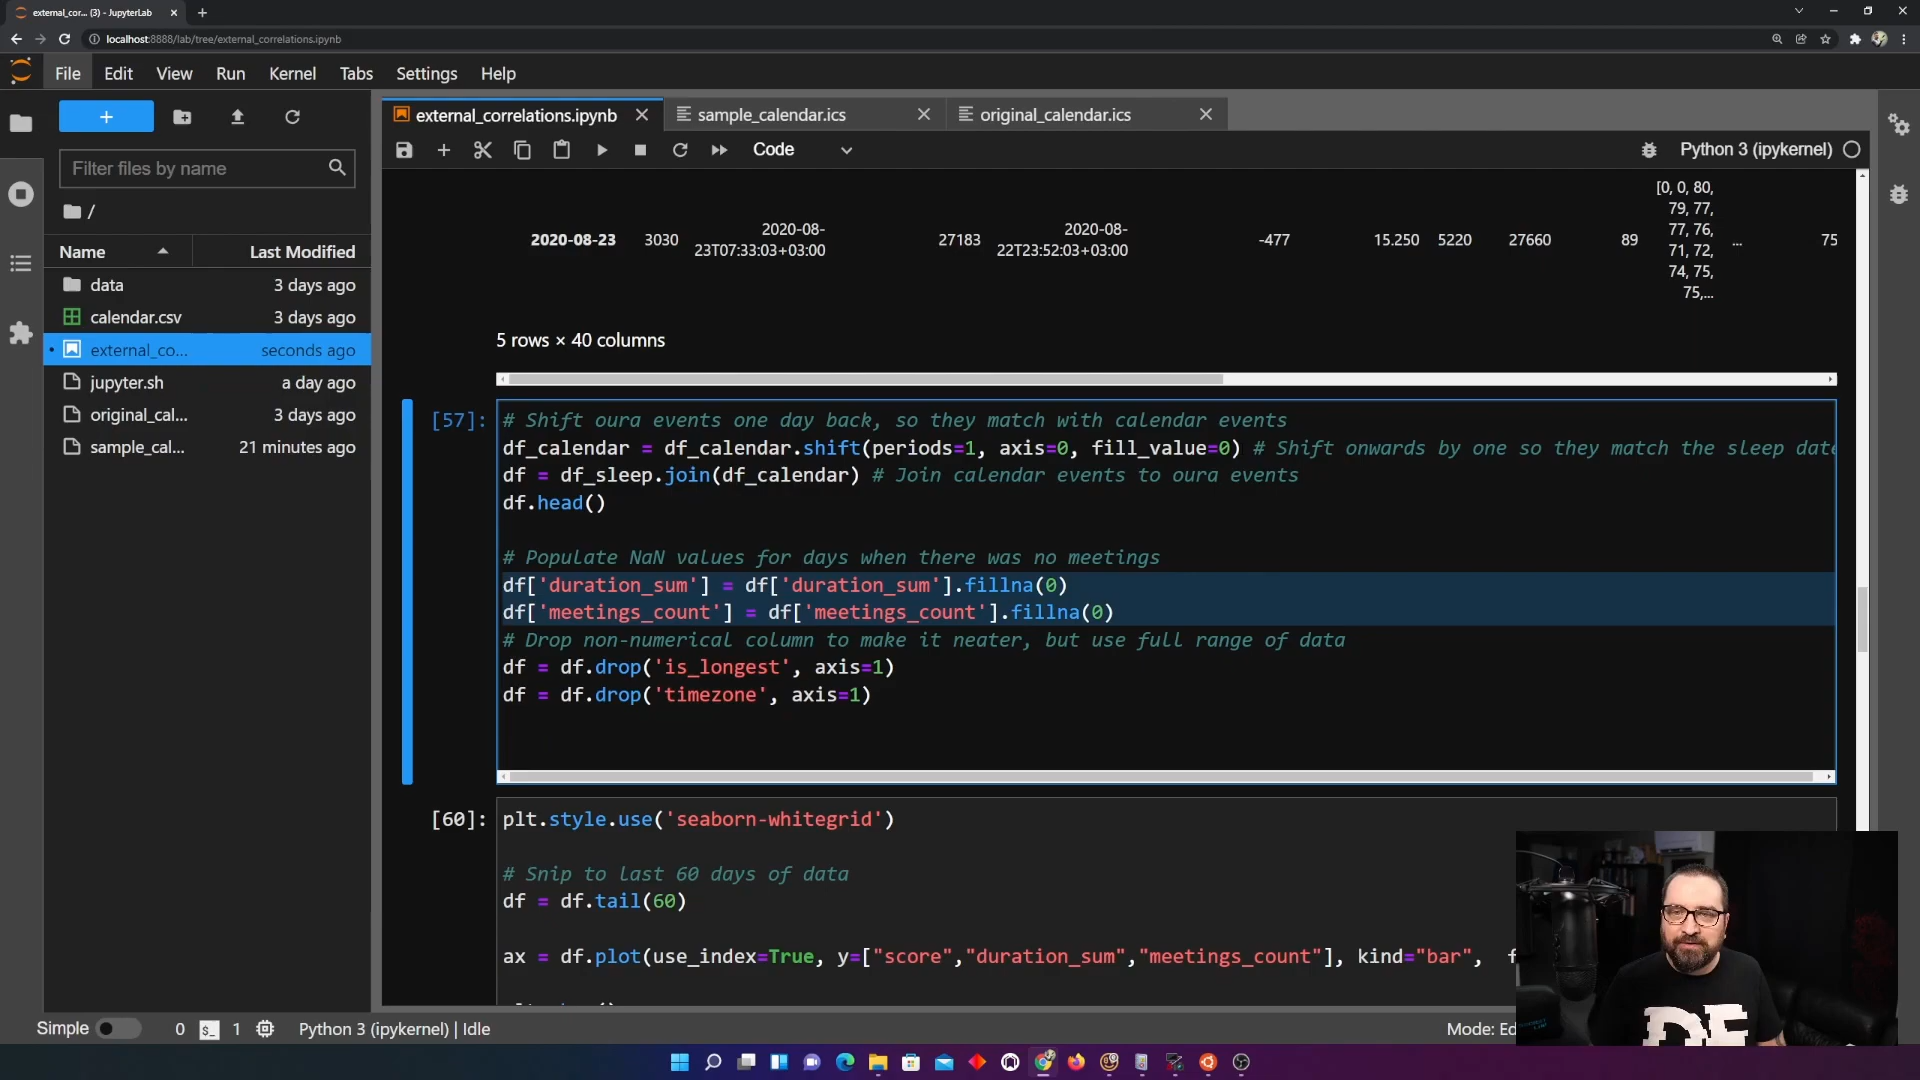 external_cor... (3) - JupyterLab
localhost:8888/lab/tree/external_correlations.ipynb
File Edit View Run Kernel Tabs Settings Help
external_correlations.ipynb sample_calendar.ics original_calendar.ics
Code
Python 3 (ipykernel)
Filter files by name
/
Name Last Modified
data 3 days ago
calendar.csv 3 days ago
external_co... seconds ago
jupyter.sh a day ago
original_cal... 3 days ago
sample_cal... 21 minutes ago
2020-08-23 3030 2020-08-23T07:33:03+03:00 27183 2020-08-22T23:52:03+03:00 -477 15.250 5220 27660 89 [0, 0, 80, 79, 77, 77, 76, 71, 72, 74, 75, 75,... ... 75
5 rows × 40 columns
[57]: # Shift oura events one day back, so they match with calendar events
df_calendar = df_calendar.shift(periods=1, axis=0, fill_value=0) # Shift onwards by one so they match the sleep date
df = df_sleep.join(df_calendar) # Join calendar events to oura events
df.head()
# Populate NaN values for days when there was no meetings
df['duration_sum'] = df['duration_sum'].fillna(0)
df['meetings_count'] = df['meetings_count'].fillna(0)
# Drop non-numerical column to make it neater, but use full range of data
df = df.drop('is_longest', axis=1)
df = df.drop('timezone', axis=1)
[60]: plt.style.use('seaborn-whitegrid')
# Snip to last 60 days of data
df = df.tail(60)
ax = df.plot(use_index=True, y=["score","duration_sum","meetings_count"], kind="bar", f
Simple 0 1 Python 3 (ipykernel) | Idle
Mode: Ed